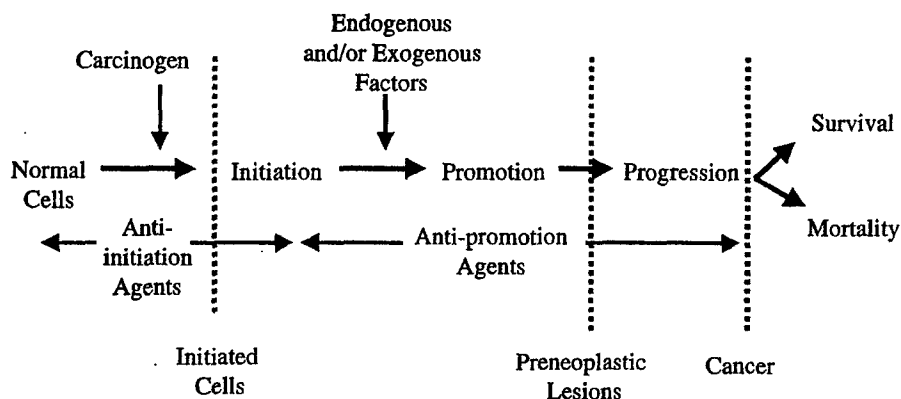 Endogenous
and/or Exogenous
Factors
Carcinogen
Survival
Normal
Cells
Initiation
Promotion
Progression
Mortality
Anti-
initiation
Agents
Anti-promotion
Agents
Initiated
Cells
Preneoplastic
Lesions
Cancer